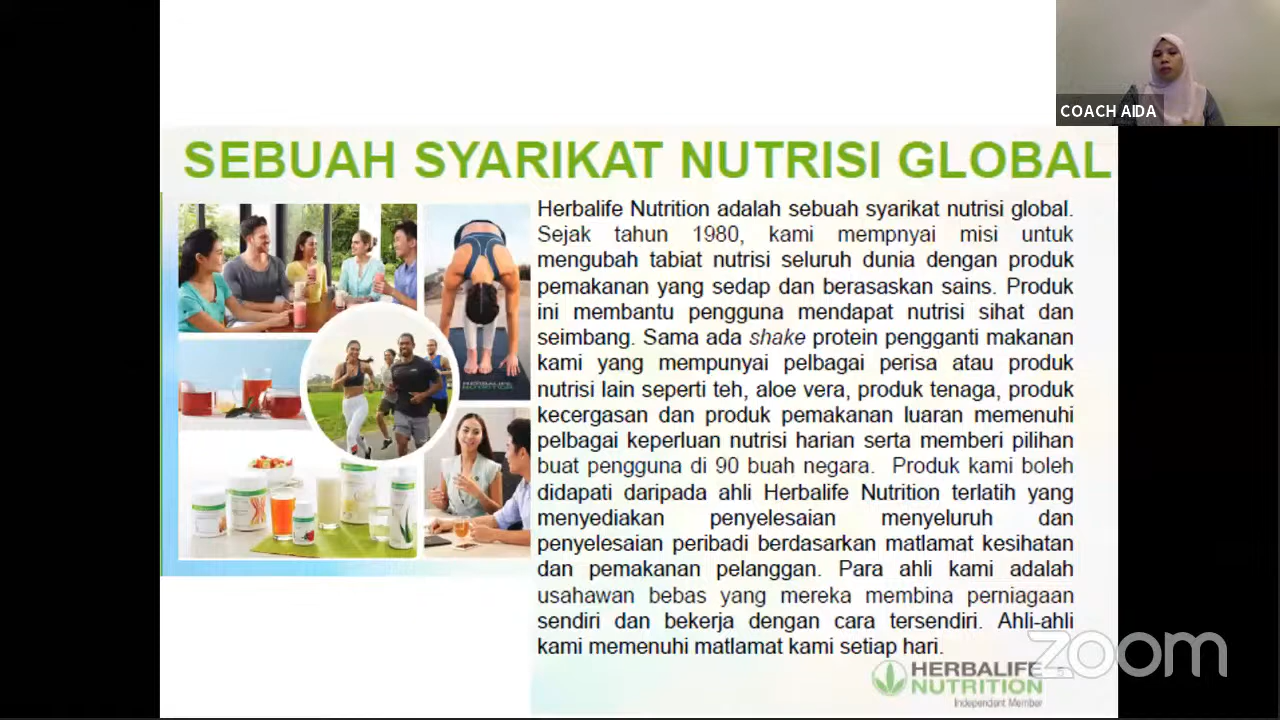 COACH AIDA
SEBUAH SYARIKAT NUTRISI GLOBAL
Herbalife Nutrition adalah sebuah syarikat nutrisi global.
Sejak tahun 1980, kami mempnyai misi untuk
mengubah tabiat nutrisi seluruh dunia dengan produk
pemakanan yang sedap dan berasaskan sains. Produk
ini membantu pengguna mendapat nutrisi sihat dan
seimbang. Sama ada shake protein pengganti makanan
kami yang mempunyai pelbagai perisa atau produk
nutrisi lain seperti teh, aloe vera, produk tenaga, produk
kecergasan dan produk pemakanan luaran memenuhi
pelbagai keperluan nutrisi harian serta memberi pilihan
buat pengguna di 90 buah negara. Produk kami boleh
didapati daripada ahli Herbalife Nutrition terlatih yang
menyediakan penyelesaian menyeluruh dan
penyelesaian peribadi berdasarkan matlamat kesihatan
dan pemakanan pelanggan. Para ahli kami adalah
usahawan bebas yang mereka membina perniagaan
sendiri dan bekerja dengan cara tersendiri. Ahli-ahli
kami memenuhi matlamat kami setiap hari.
HERBALIFE
NUTRITION
HERBALIFE
NUTRITION
Independent Member
zoom